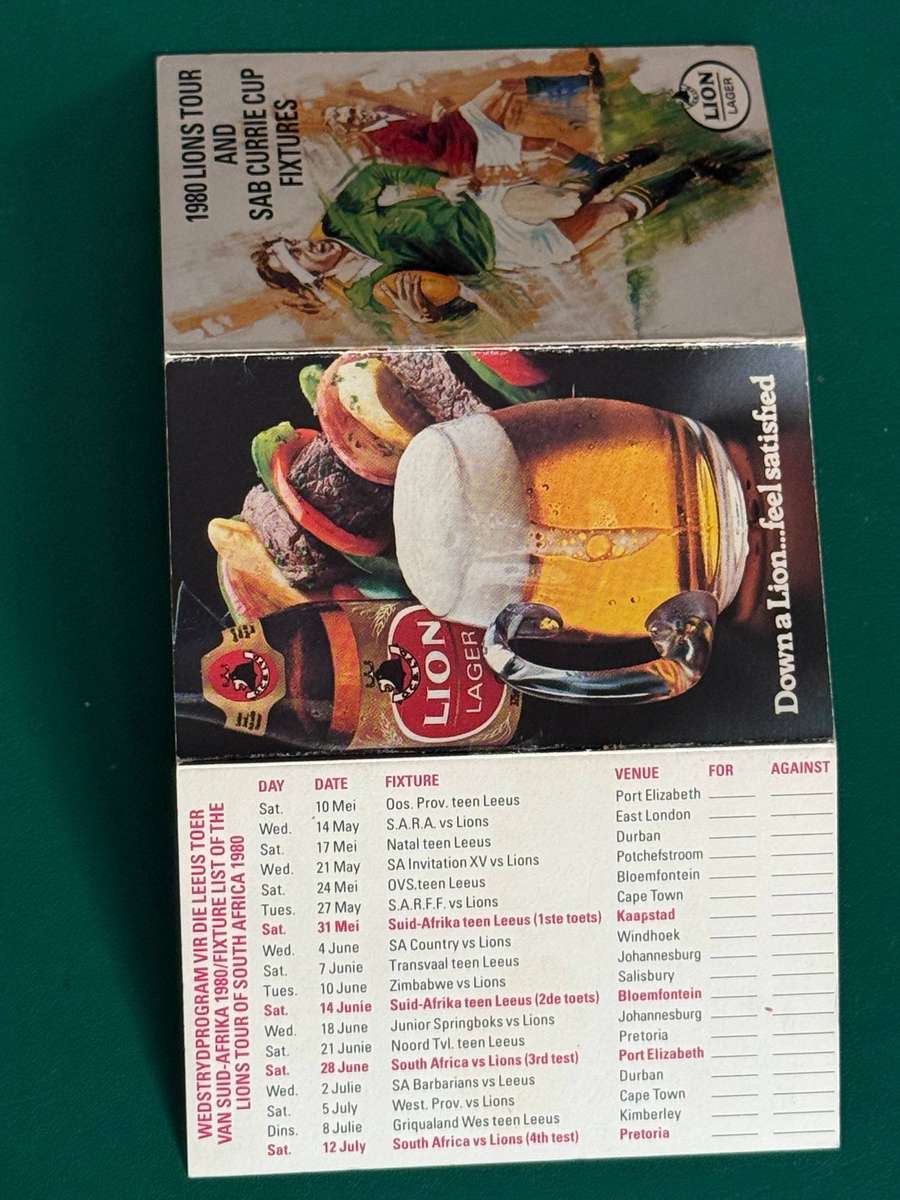 1980 LIONS TOUR
AND
SAB CURRIE CUP
FIXTURES
LION
LAGER
LION
LAGER
Down a Lion...feel satisfied
WEDSTRYDPROGRAM VIR DIE LEEUS TOER
VAN SUID-AFRIKA 1980/FIXTURE LIST OF THE
LIONS TOUR OF SOUTH AFRICA 1980
DAY DATE FIXTURE VENUE FOR AGAINST
Sat. 10 Mei Oos. Prov. teen Leeus Port Elizabeth
Wed. 14 May S.A.R.A. vs Lions East London
Sat. 17 Mei Natal teen Leeus Durban
Wed. 21 May SA Invitation XV vs Lions Potchefstroom
Sat. 24 Mei OVS.teen Leeus Bloemfontein
Tues. 27 May S.A.R.F.F. vs Lions Cape Town
Sat. 31 Mei Suid-Afrika teen Leeus (1ste toets) Kaapstad
Wed. 4 June SA Country vs Lions Windhoek
Sat. 7 Junie Transvaal teen Leeus Johannesburg
Tues. 10 June Zimbabwe vs Lions Salisbury
Sat. 14 Junie Suid-Afrika teen Leeus (2de toets) Bloemfontein
Wed. 18 June Junior Springboks vs Lions Johannesburg
Sat. 21 Junie Noord Tvl. teen Leeus Pretoria
Sat. 28 June South Africa vs Lions (3rd test) Port Elizabeth
Wed. 2 Julie SA Barbarians vs Leeus Durban
Sat. 5 July West. Prov. vs Lions Cape Town
Dins. 8 Julie Griqualand Wes teen Leeus Kimberley
Sat. 12 July South Africa vs Lions (4th test) Pretoria